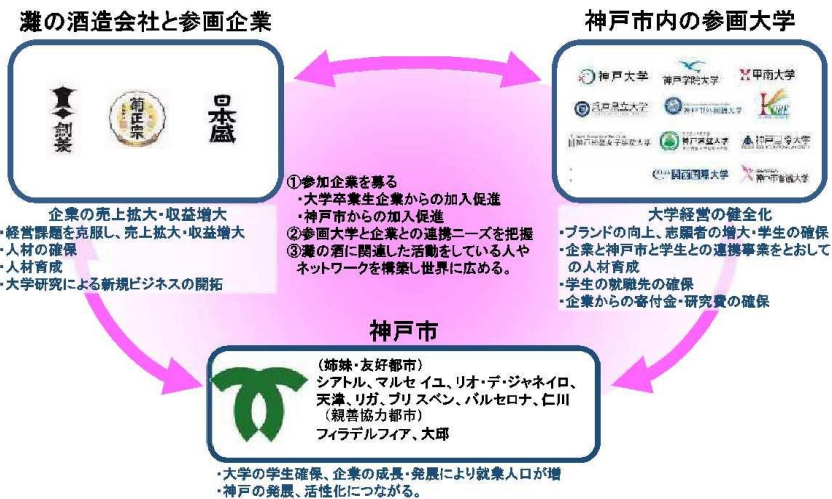 灘の酒造会社と参画企業
剣菱
菊正宗
日本盛
企業の売上拡大・収益増大
・経営課題を克服し、売上拡大・収益増大
・人材の確保
・人材育成
・大学研究による新規ビジネスの開拓
①参加企業を募る
・大学卒業生企業からの加入促進
・神戸市からの加入促進
②参画大学と企業との連携ニーズを把握
③灘の酒に関連した活動をしている人や
ネットワークを構築し世界に広める。
神戸市内の参画大学
神戸大学
神戸学院大学
甲南大学
兵庫県立大学
神戸市外国語大学
神戸松蔭女子学院大学
神戸常盤大学
関西国際大学
大学経営の健全化
・ブランドの向上、志願者の増大・学生の確保
・企業と神戸市と学生との連携事業をとおして
の人材育成
・学生の就職先の確保
・企業からの寄付金・研究費の確保
神戸市
(姉妹・友好都市)
シアトル、マルセイユ、リオ・デ・ジャネイロ、
天津、リガ、ブリスベン、バルセロナ、仁川
(親善協力都市)
フィラデルフィア、大邱
・大学の学生確保、企業の成長・発展により就業人口が増
・神戸の発展、活性化につながる。